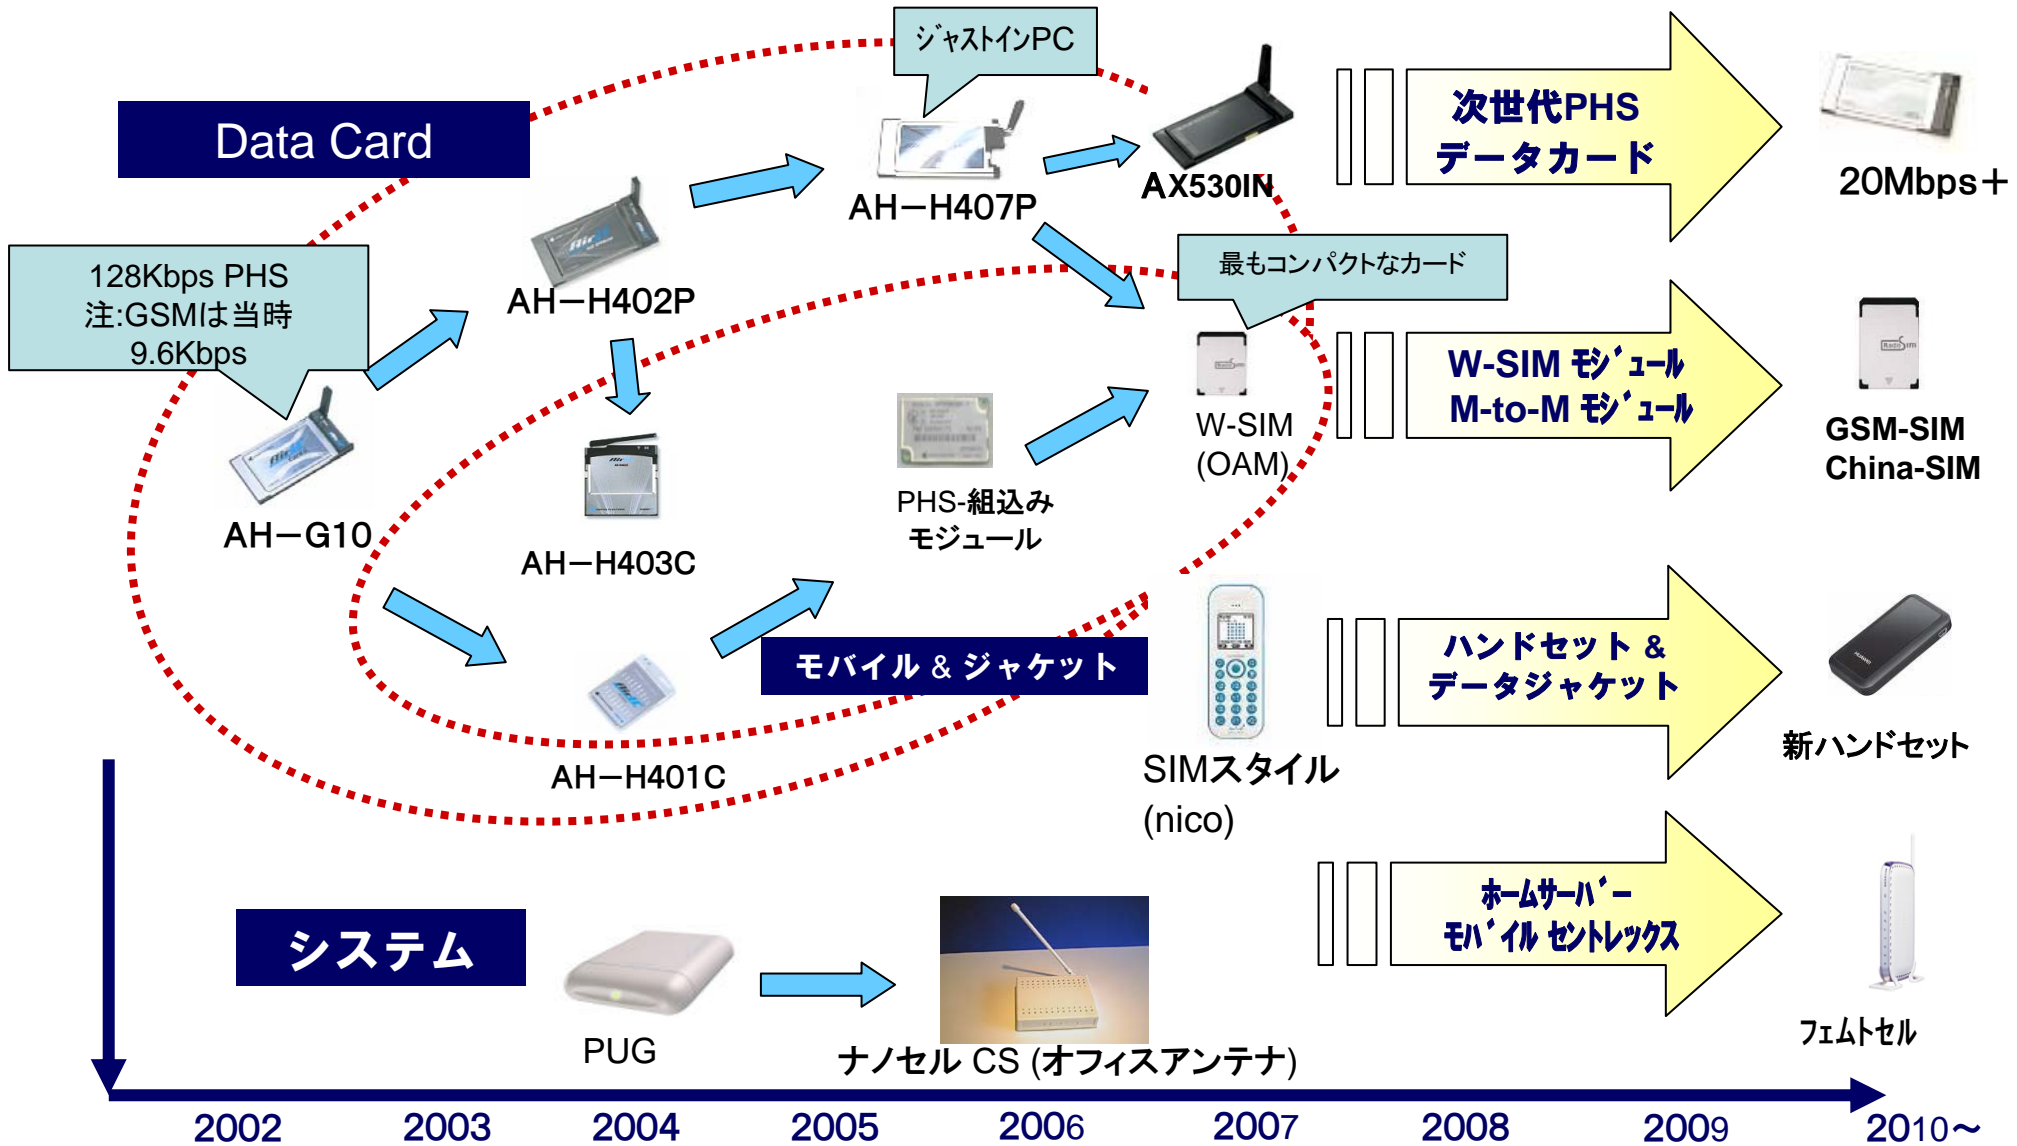 ジャストインPC
Data Card
次世代PHS
データカード
20Mbps＋
AX530IN
AH－H407P
128Kbps PHS
注:GSMは当時
9.6Kbps
AH－H402P
最もコンパクトなカード
W-SIM ﾓｼﾞｭｰﾙ
M-to-M ﾓｼﾞｭｰﾙ
W-SIM
(OAM)
GSM-SIM
China-SIM
PHS-組込み
モジュール
AH－G10
AH－H403C
モバイル & ジャケット
ハンドセット &
データジャケット
新ハンドセット
AH－H401C
SIMスタイル
(nico)
システム
ﾎｰﾑｻｰﾊﾞｰ
ﾓﾊﾞｲﾙ ｾﾝﾄﾚｯｸｽ
フェムトセル
PUG
ナノセル CS (オフィスアンテナ)
2002 2003 2004 2005 2006 2007 2008 2009 2010～